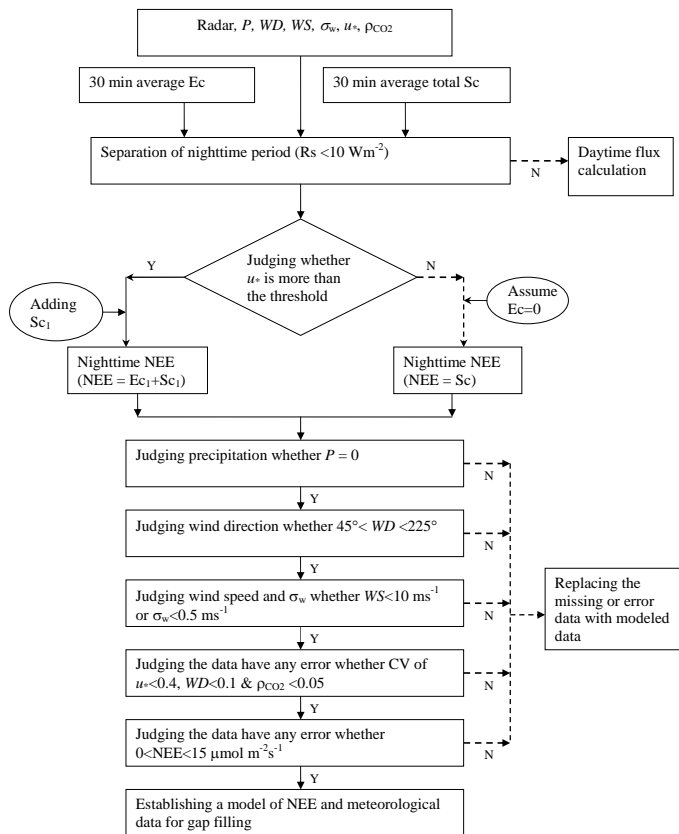 Radar, P, WD, WS, σw, u*, ρCO2
30 min average Ec
30 min average total Sc
Separation of nighttime period (Rs <10 Wm-2)
N
Daytime flux
calculation
Judging whether
u* is more than
the threshold
Y
N
Adding
Sc1
Assume
Ec=0
Nighttime NEE
(NEE = Ec1+Sc1)
Nighttime NEE
(NEE = Sc)
Judging precipitation whether P = 0
N
Y
Judging wind direction whether 45°< WD <225°
N
Y
Judging wind speed and σw whether WS<10 ms-1
or σw<0.5 ms-1
N
Y
Replacing the
missing or error
data with modeled
data
Judging the data have any error whether CV of
u*<0.4, WD<0.1 & ρCO2 <0.05
N
Y
Judging the data have any error whether
0<NEE<15 μmol m-2s-1
N
Y
Establishing a model of NEE and meteorological
data for gap filling